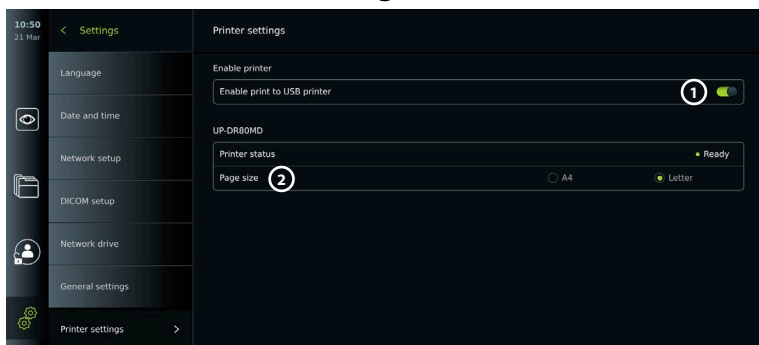 10:50
21 Mar
< Settings
Printer settings
Language
Date and time
Network setup
DICOM setup
Network drive
General settings
Printer settings >
Enable printer
Enable print to USB printer 1
UP-DR80MD
Printer status • Ready
Page size 2 A4 Letter